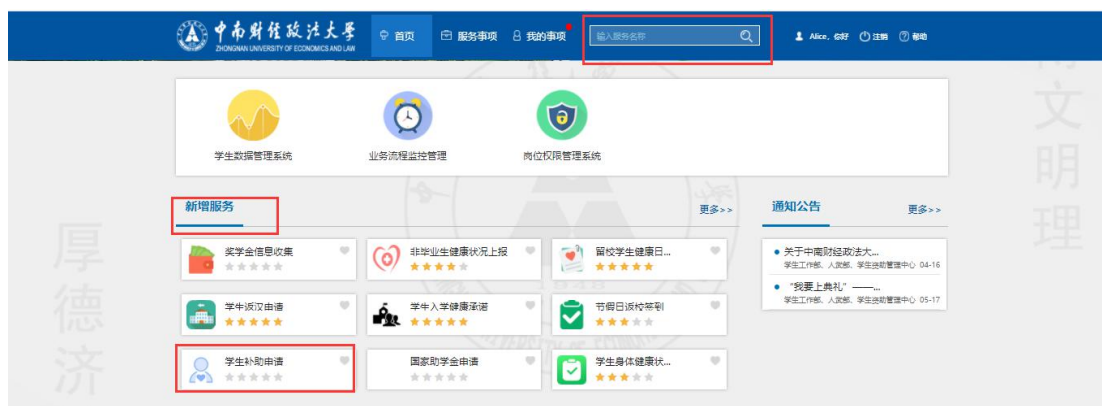 中南财经政法大学
ZHONGNAN UNIVERSITY OF ECONOMICS AND LAW
首页
服务事项
我的事项
输入服务名称
Alice, 你好
注销
帮助
学生数据管理系统
业务流程监控管理
岗位权限管理系统
新增服务
更多>>
奖学金信息收集
非毕业生健康状况上报
留校学生健康日...
学生返汉申请
学生入学健康承诺
节假日返校签到
学生补助申请
国家助学金申请
学生身体健康状...
通知公告
更多>>
关于中南财经政法大...
学生工作部、人武部、学生资助管理中心 04-16
“我要上典礼” ——...
学生工作部、人武部、学生资助管理中心 05-17
厚德济
文明理
1948